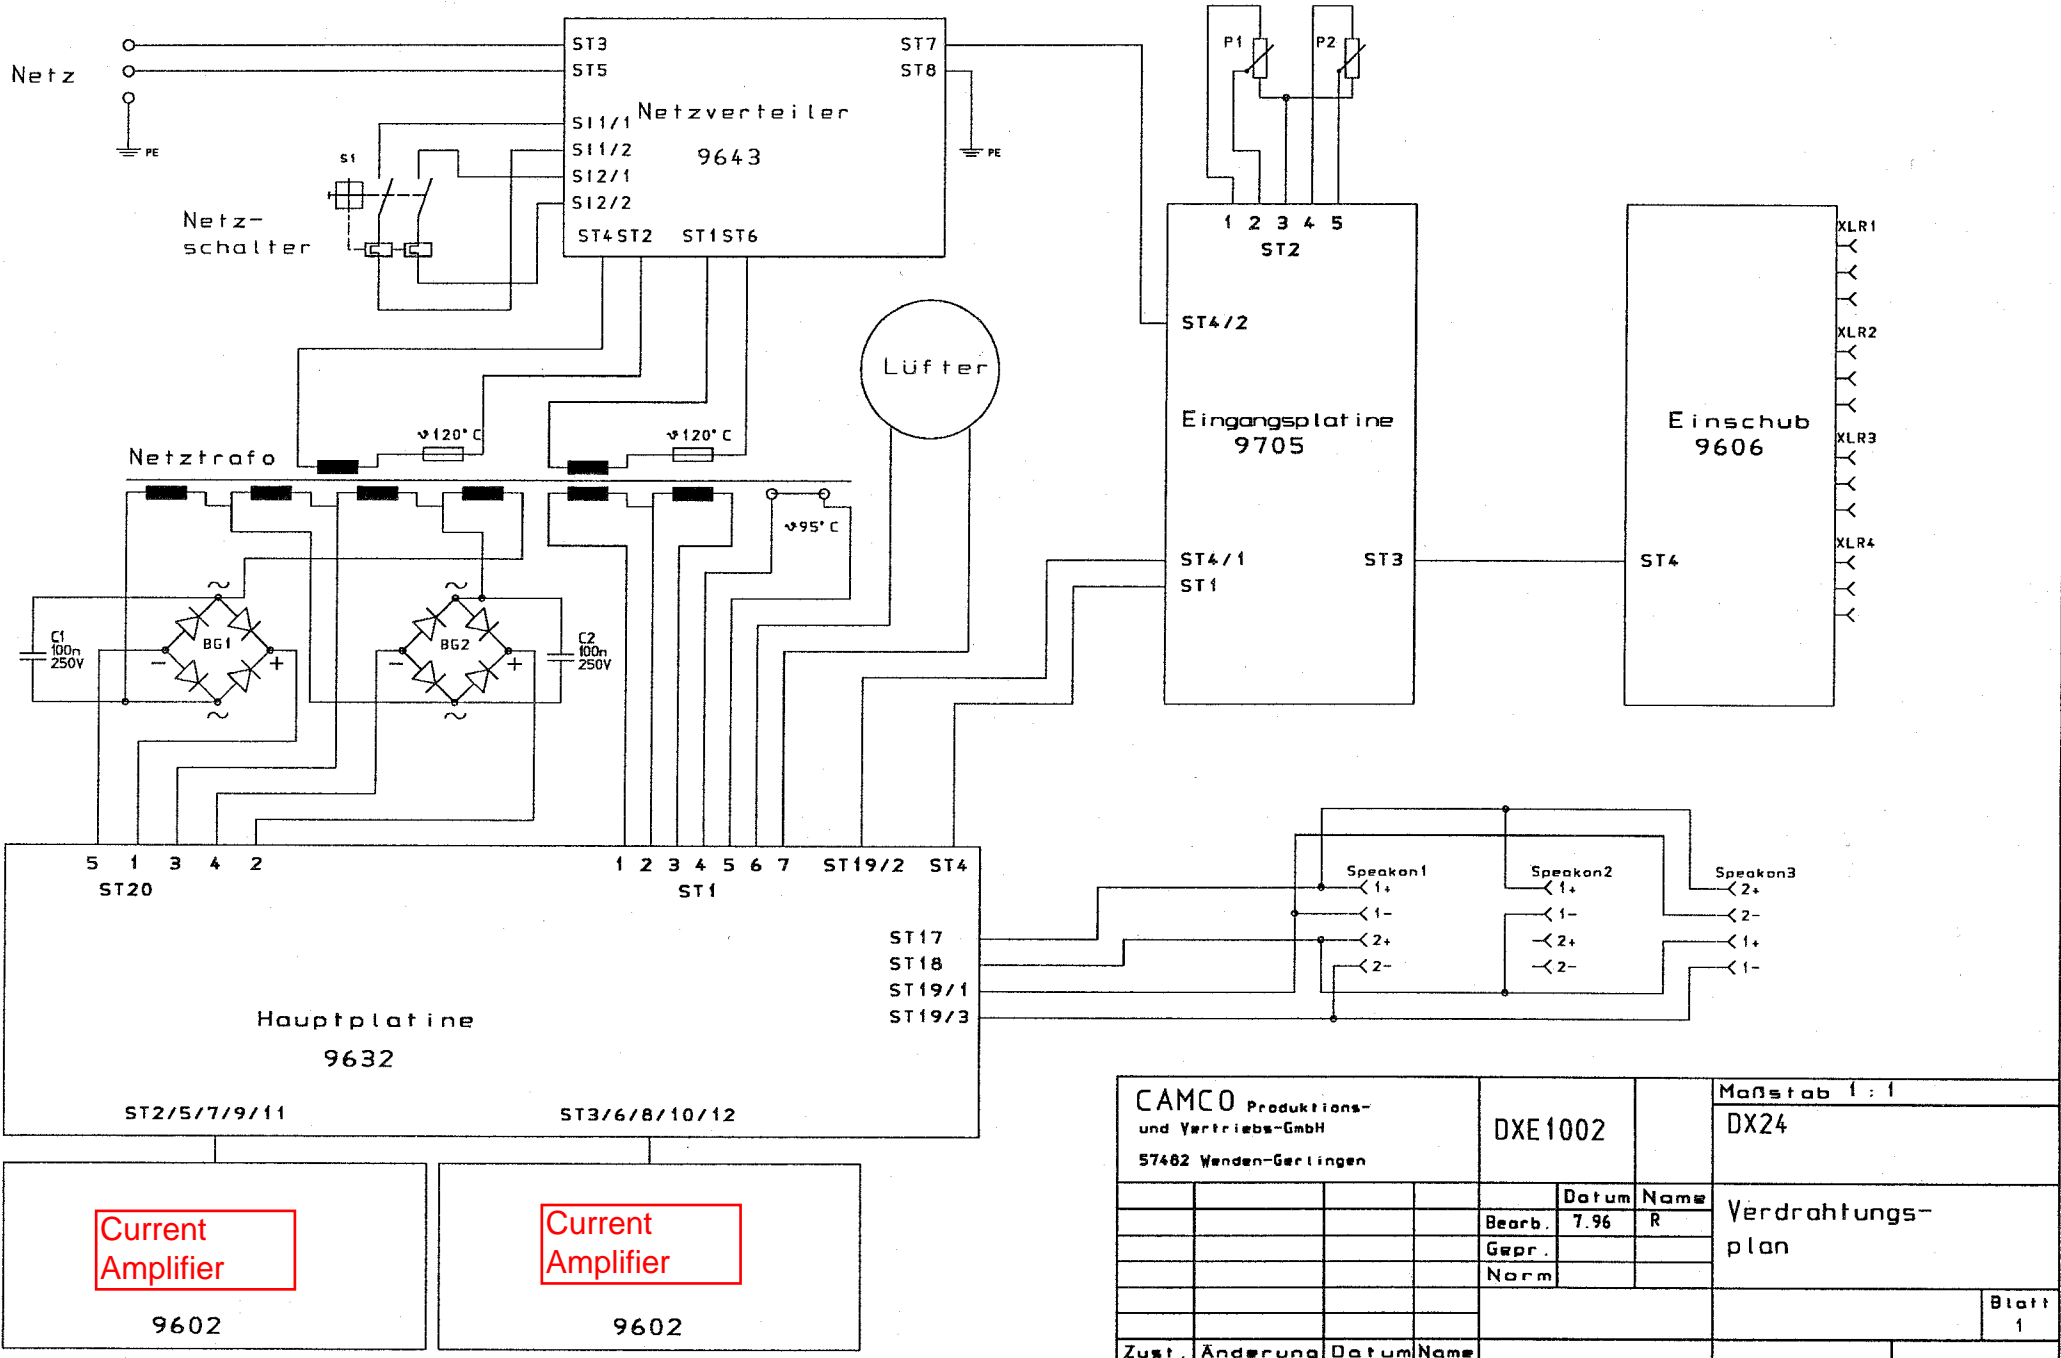 Netz
PE
ST3
ST5
SI1/1
SI1/2
SI2/1
SI2/2
ST4 ST2 ST1 ST6
ST7
ST8
Netzverteiler
9643
PE
S1
Netz-
schalter
P1
P2
1 2 3 4 5
ST2
ST4/2
Eingangsplatine
9705
ST4/1
ST1
ST3
Einschub
9606
ST4
XLR1
XLR2
XLR3
XLR4
Lüfter
Netztrafo
ϑ120°C
ϑ120°C
ϑ95°C
~
~
C1
100n
250V
BG1
- +
~
~
BG2
- +
C2
100n
250V
5 1 3 4 2
ST20
1 2 3 4 5 6 7
ST1
ST19/2 ST4
ST17
ST18
ST19/1
ST19/3
Hauptplatine
9632
ST2/5/7/9/11
ST3/6/8/10/12
Speakon1
1+
1-
2+
2-
Speakon2
1+
1-
2+
2-
Speakon3
2+
2-
1+
1-
Current
Amplifier
9602
Current
Amplifier
9602
CAMCO Produktions-
und Vertriebs-GmbH
57482 Wenden-Gerlingen
DXE1002
Maßstab 1:1
DX24
Datum Name
Bearb. 7.96 R
Gepr.
Norm
Verdrahtungs-
plan
Blatt
1
Zust. Änderung Datum Name